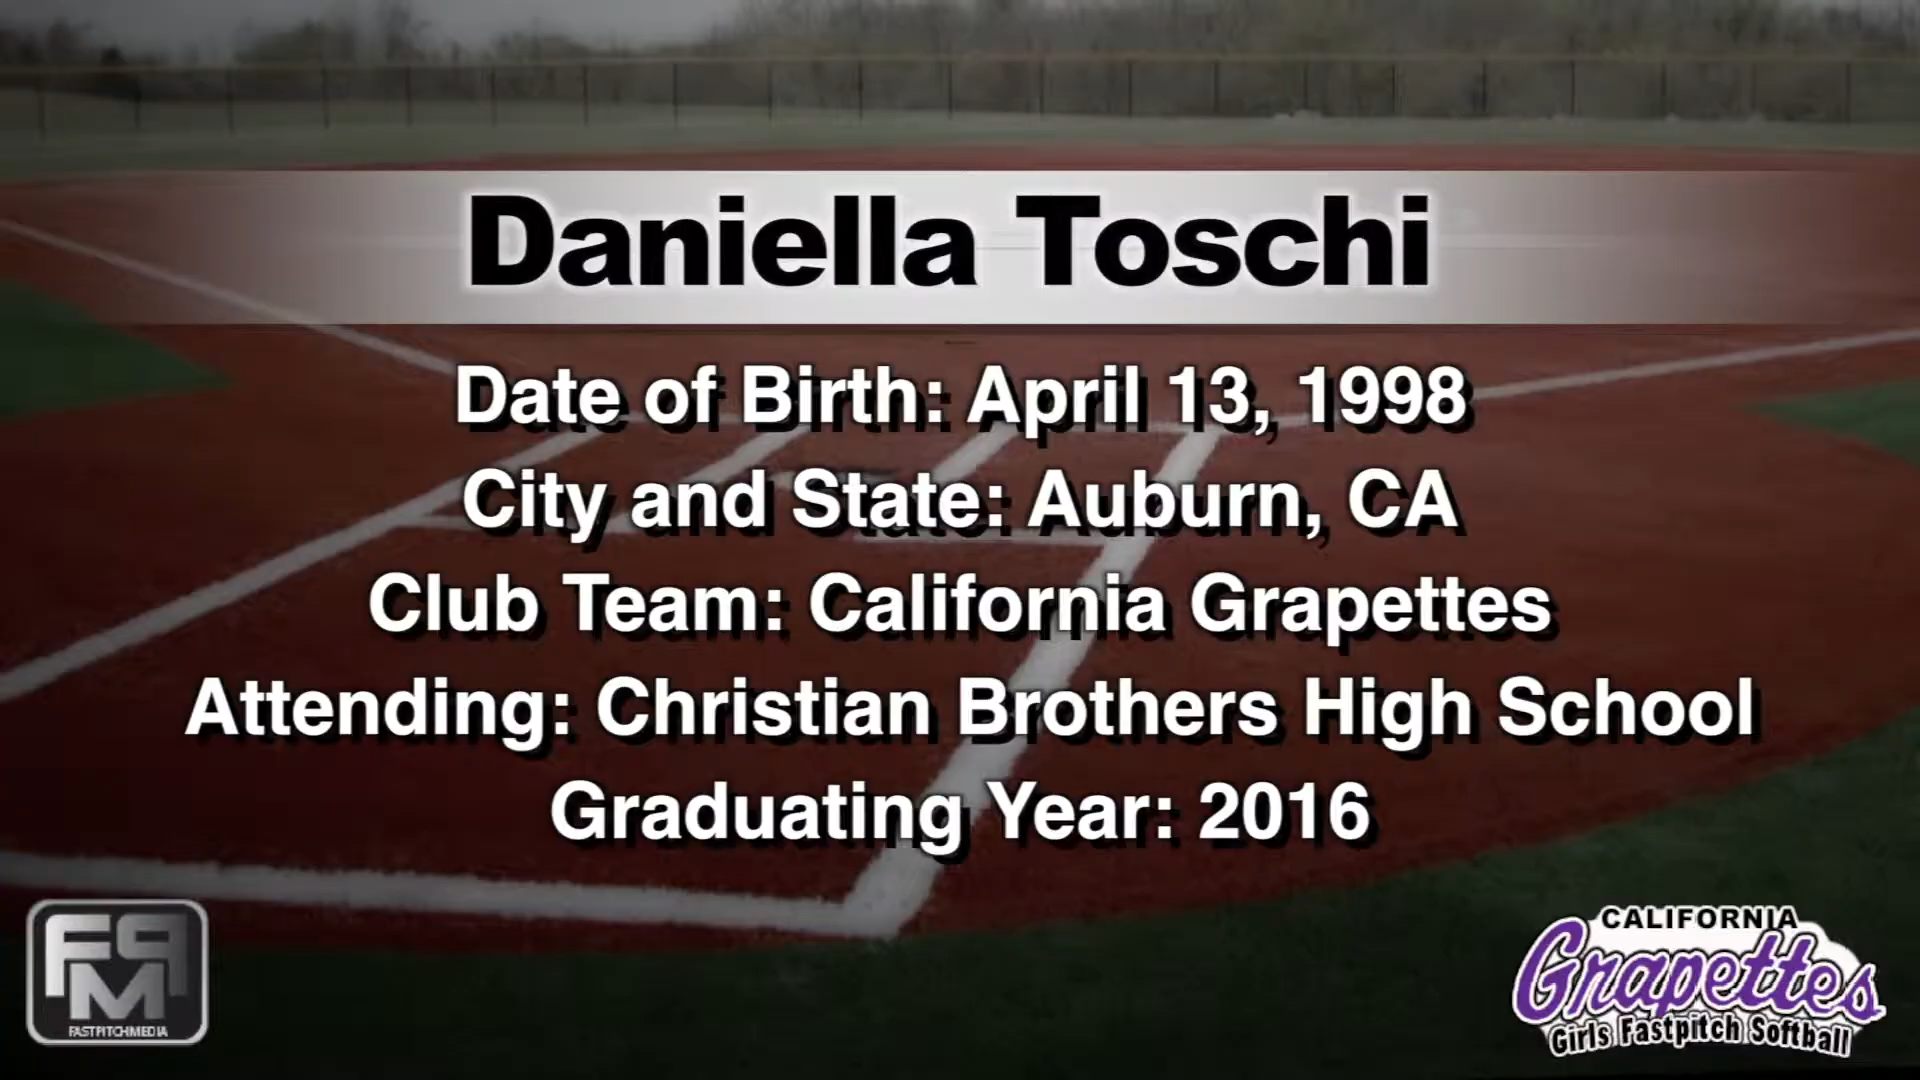 Daniella Toschi
Date of Birth: April 13, 1998
City and State: Auburn, CA
Club Team: California Grapettes
Attending: Christian Brothers High School
Graduating Year: 2016
FPM
FASTPITCHMEDIA
CALIFORNIA
Grapettes
Girls Fastpitch Softball